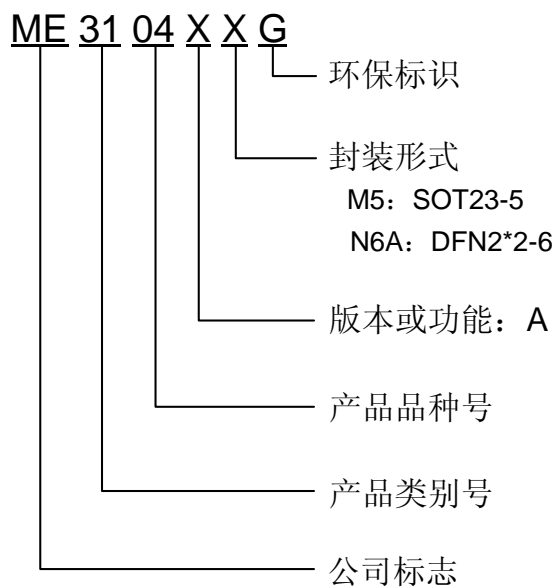 ME 31 04 X X G
环保标识
封装形式
M5：SOT23-5
N6A：DFN2*2-6
版本或功能：A
产品品种号
产品类别号
公司标志